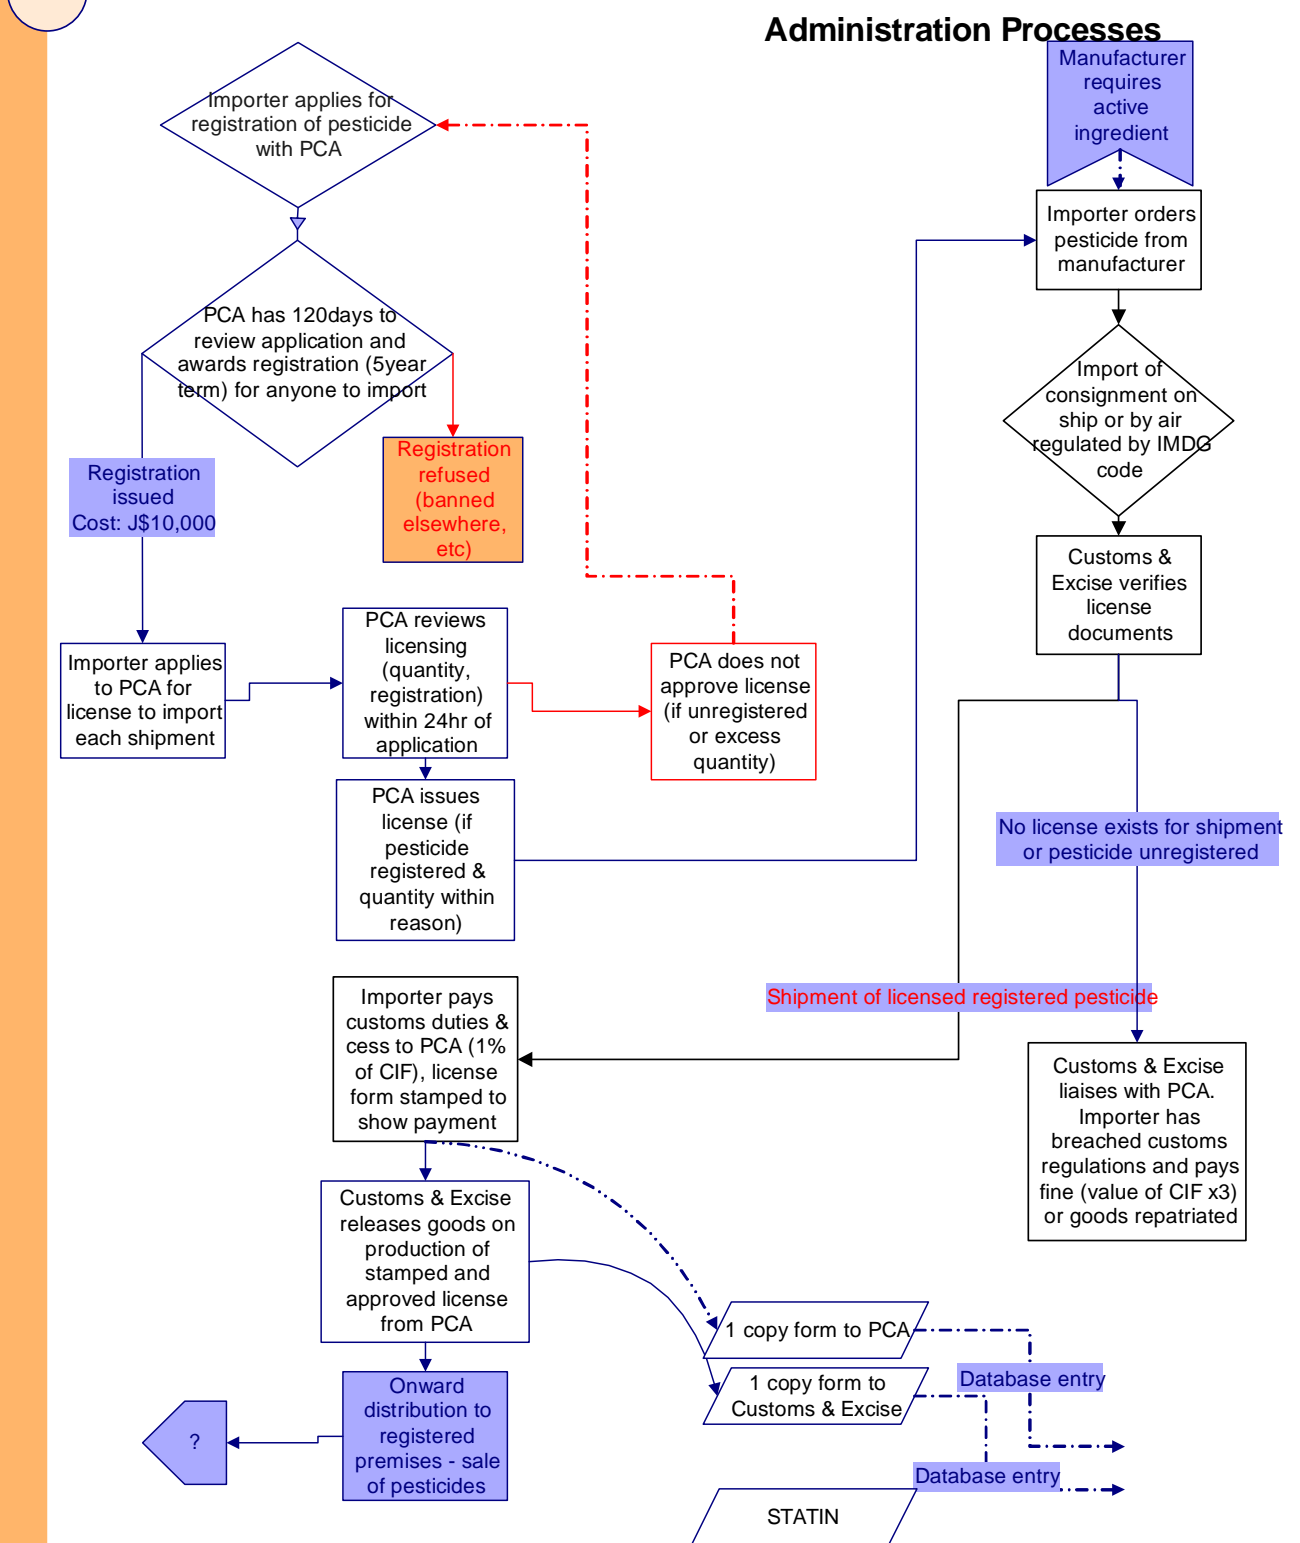 Administration Processes
Importer applies for
registration of pesticide
with PCA
Manufacturer
requires
active
ingredient
Importer orders
pesticide from
manufacturer
PCA has 120days to
review application and
awards registration (5year
term) for anyone to import
Import of
consignment on
ship or by air
regulated by IMDG
code
Registration
issued
Cost: J$10,000
Registration
refused
(banned
elsewhere,
etc)
Customs &
Excise verifies
license
documents
Importer applies
to PCA for
license to import
each shipment
PCA reviews
licensing
(quantity,
registration)
within 24hr of
application
PCA does not
approve license
(if unregistered
or excess
quantity)
PCA issues
license (if
pesticide
registered &
quantity within
reason)
No license exists for shipment
or pesticide unregistered
Shipment of licensed registered pesticide
Importer pays
customs duties &
cess to PCA (1%
of CIF), license
form stamped to
show payment
Customs & Excise
liaises with PCA.
Importer has
breached customs
regulations and pays
fine (value of CIF x3)
or goods repatriated
Customs & Excise
releases goods on
production of
stamped and
approved license
from PCA
1 copy form to PCA
Database entry
1 copy form to
Customs & Excise
Onward
distribution to
registered
premises - sale
of pesticides
?
Database entry
STATIN